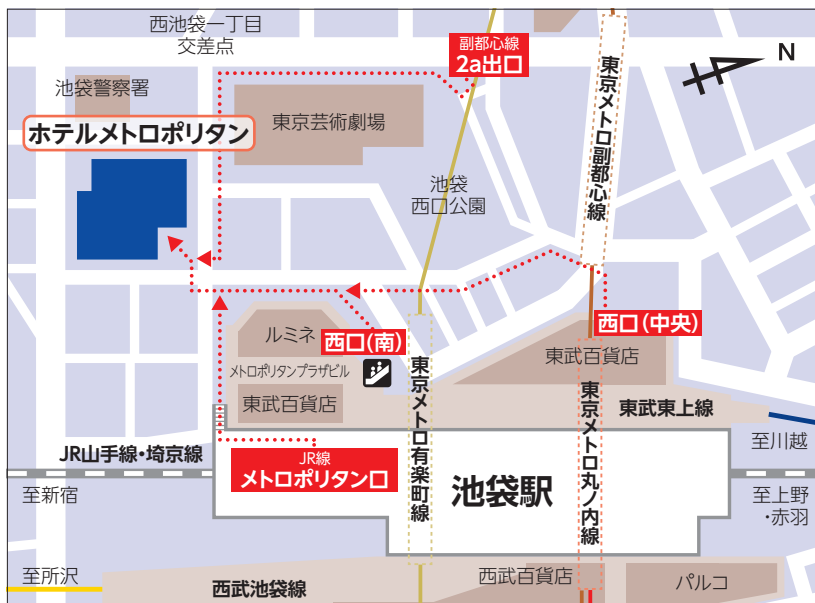 西池袋一丁目
交差点
副都心線
2a出口
N
池袋警察署
ホテルメトロポリタン
東京芸術劇場
東京メトロ副都心線
池袋
西口公園
ルミネ
西口(南)
西口(中央)
メトロポリタンプラザビル
東武百貨店
東武百貨店
東京メトロ有楽町線
東京メトロ丸ノ内線
東武東上線
至川越
JR山手線・埼京線
JR線
メトロポリタン口
池袋駅
至新宿
至上野
・赤羽
至所沢
西武池袋線
西武百貨店
パルコ